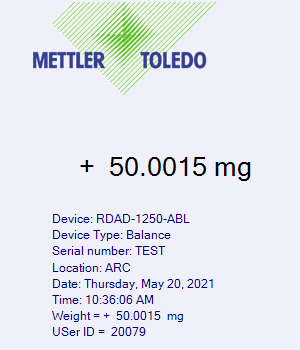 METTLER TOLEDO
+ 50.0015 mg
Device: RDAD-1250-ABL
Device Type: Balance
Serial number: TEST
Location: ARC
Date: Thursday, May 20, 2021
Time: 10:36:06 AM
Weight = + 50.0015 mg
USer ID = 20079